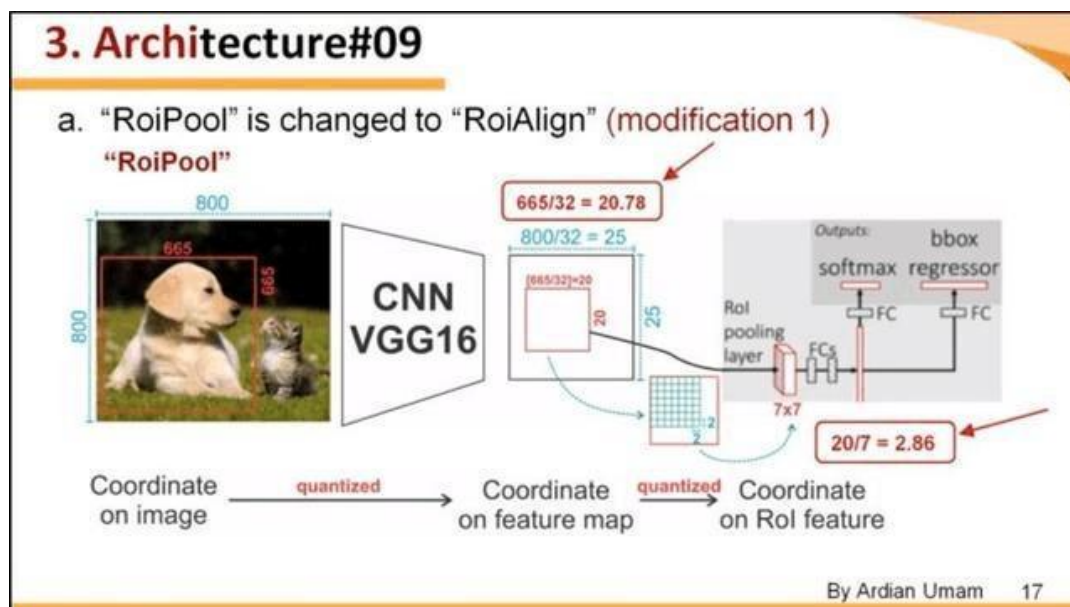 3. Architecture#09
a. “RoiPool” is changed to “RoiAlign” (modification 1)
“RoiPool”
800
665/32 = 20.78
800/32 = 25
665
665
800
CNN
VGG16
[665/32]=20
20
25
Outputs:
softmax
bbox
regressor
FC
FC
RoI
pooling
layer
FCs
7x7
2
2
20/7 = 2.86
Coordinate
on image
quantized
Coordinate
on feature map
quantized
Coordinate
on RoI feature
By Ardian Umam 17